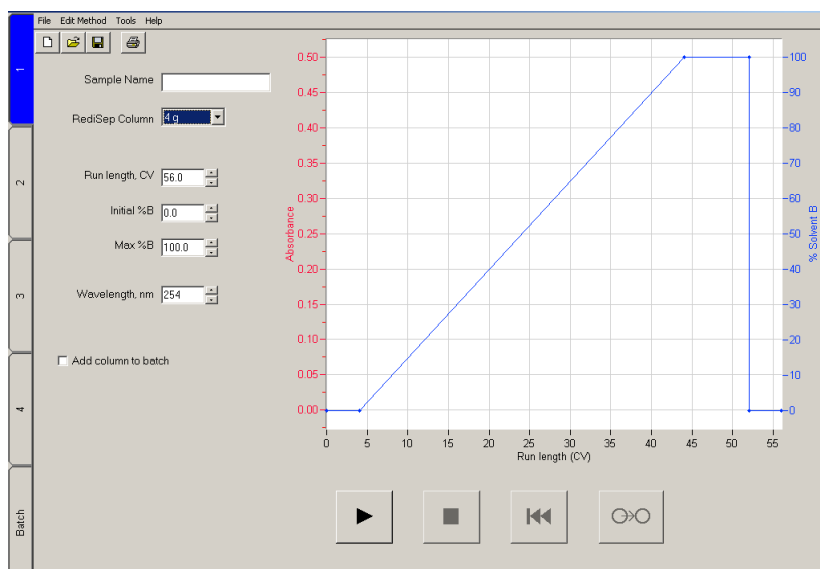 File Edit Method Tools Help
1
2
3
4
Batch
Sample Name
RediSep Column 4 g
Run length, CV 56.0
Initial %B 0.0
Max %B 100.0
Wavelength, nm 254
Add column to batch
Absorbance
0.50
0.45
0.40
0.35
0.30
0.25
0.20
0.15
0.10
0.05
0.00
100
90
80
70
60
50
40
30
20
10
0
% Solvent B
0 5 10 15 20 25 30 35 40 45 50 55
Run length (CV)